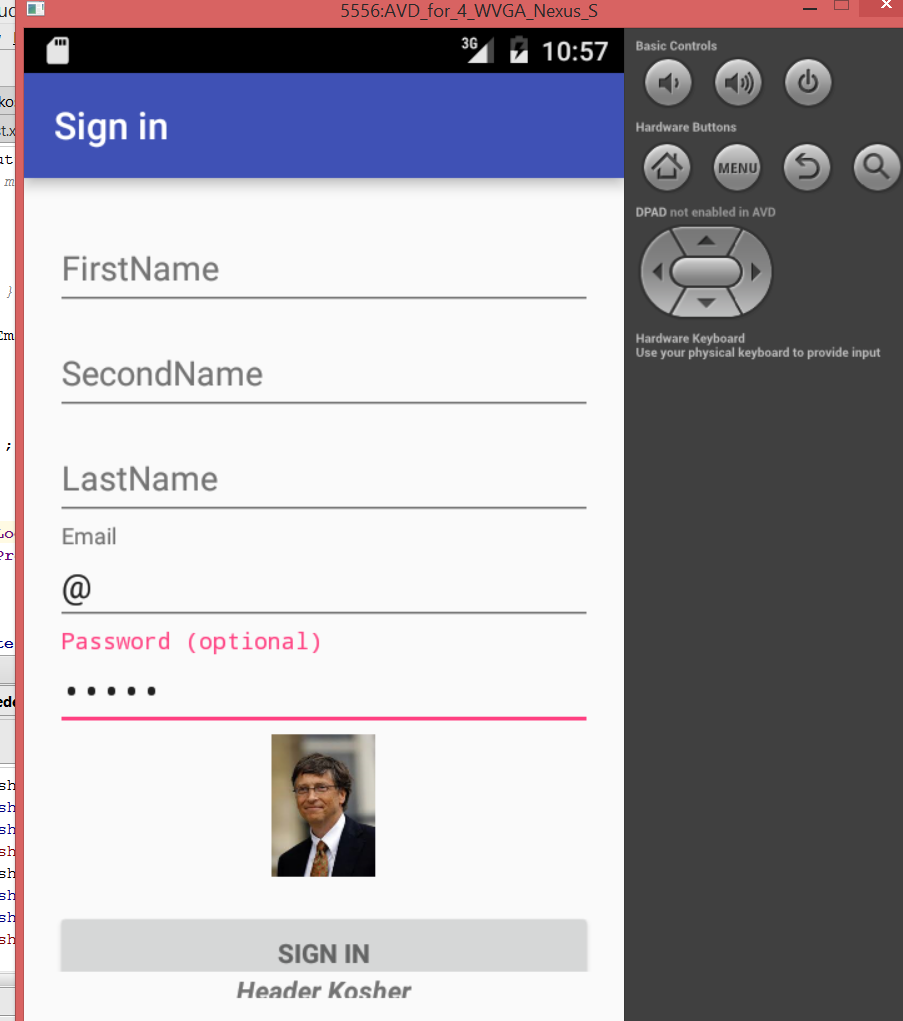 5556:AVD_for_4_WVGA_Nexus_S
3G 10:57
Sign in
FirstName
SecondName
LastName
Email
@
Password (optional)
•••••
SIGN IN
Header Kosher
Basic Controls
Hardware Buttons
MENU
DPAD not enabled in AVD
Hardware Keyboard
Use your physical keyboard to provide input